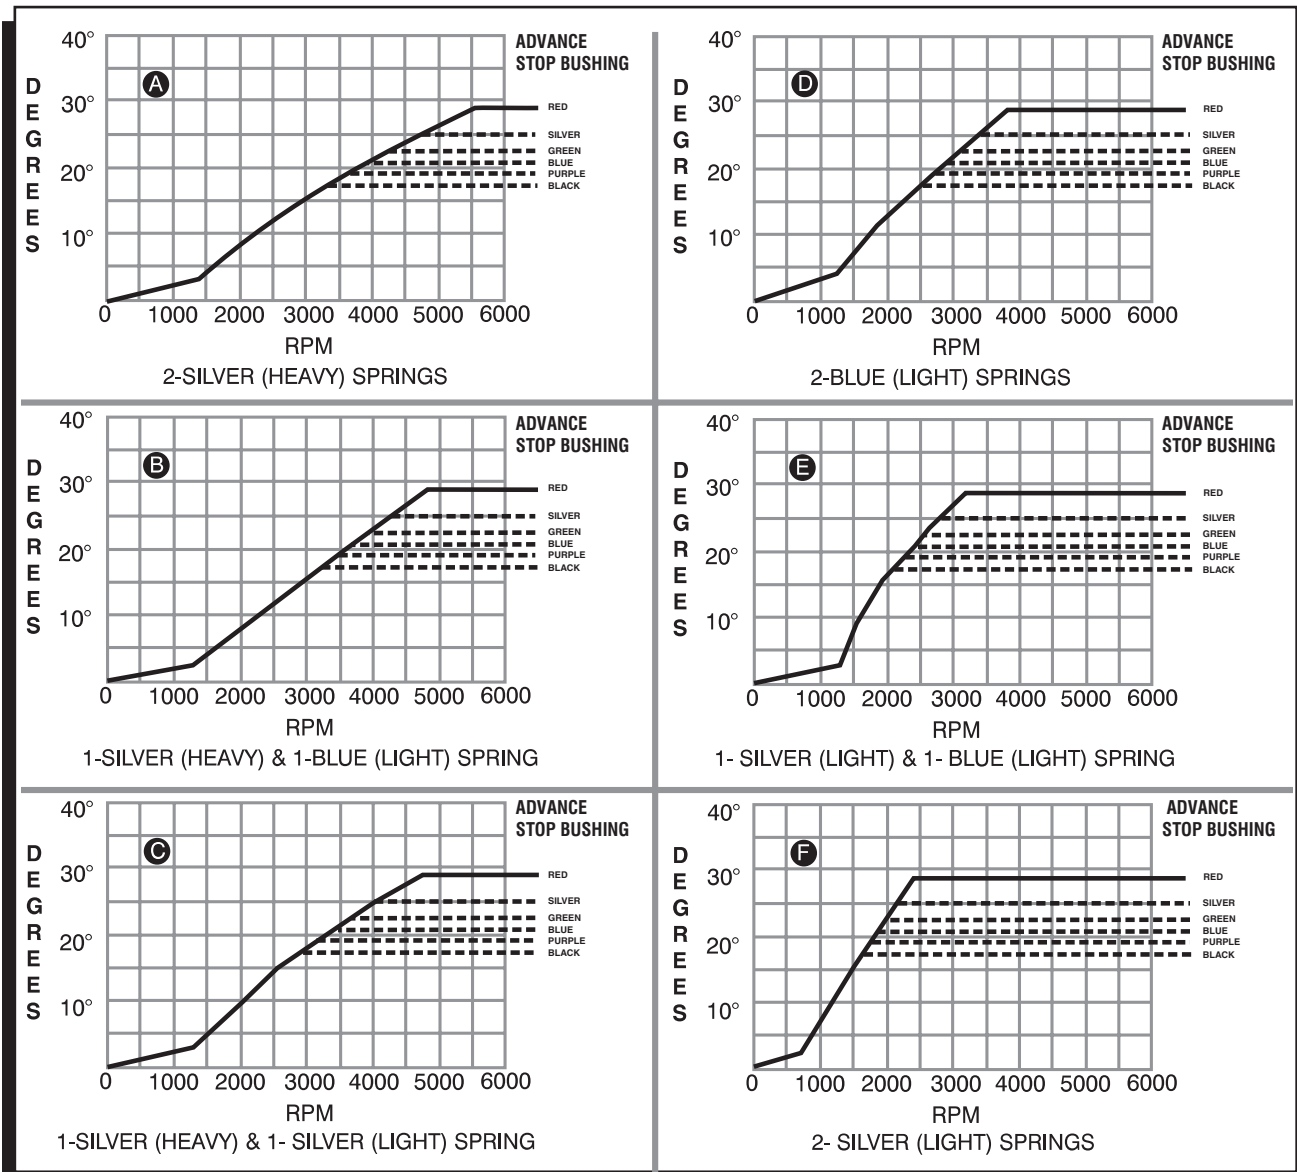 40°
30°
20°
10°
DEGREES
A
ADVANCE
STOP BUSHING
RED
SILVER
GREEN
BLUE
PURPLE
BLACK
0 1000 2000 3000 4000 5000 6000
RPM
2-SILVER (HEAVY) SPRINGS
40°
30°
20°
10°
DEGREES
D
ADVANCE
STOP BUSHING
RED
SILVER
GREEN
BLUE
PURPLE
BLACK
0 1000 2000 3000 4000 5000 6000
RPM
2-BLUE (LIGHT) SPRINGS
40°
30°
20°
10°
DEGREES
B
ADVANCE
STOP BUSHING
RED
SILVER
GREEN
BLUE
PURPLE
BLACK
0 1000 2000 3000 4000 5000 6000
RPM
1-SILVER (HEAVY) & 1-BLUE (LIGHT) SPRING
40°
30°
20°
10°
DEGREES
E
ADVANCE
STOP BUSHING
RED
SILVER
GREEN
BLUE
PURPLE
BLACK
0 1000 2000 3000 4000 5000 6000
RPM
1- SILVER (LIGHT) & 1- BLUE (LIGHT) SPRING
40°
30°
20°
10°
DEGREES
C
ADVANCE
STOP BUSHING
RED
SILVER
GREEN
BLUE
PURPLE
BLACK
0 1000 2000 3000 4000 5000 6000
RPM
1-SILVER (HEAVY) & 1- SILVER (LIGHT) SPRING
40°
30°
20°
10°
DEGREES
F
ADVANCE
STOP BUSHING
RED
SILVER
GREEN
BLUE
PURPLE
BLACK
0 1000 2000 3000 4000 5000 6000
RPM
2- SILVER (LIGHT) SPRINGS